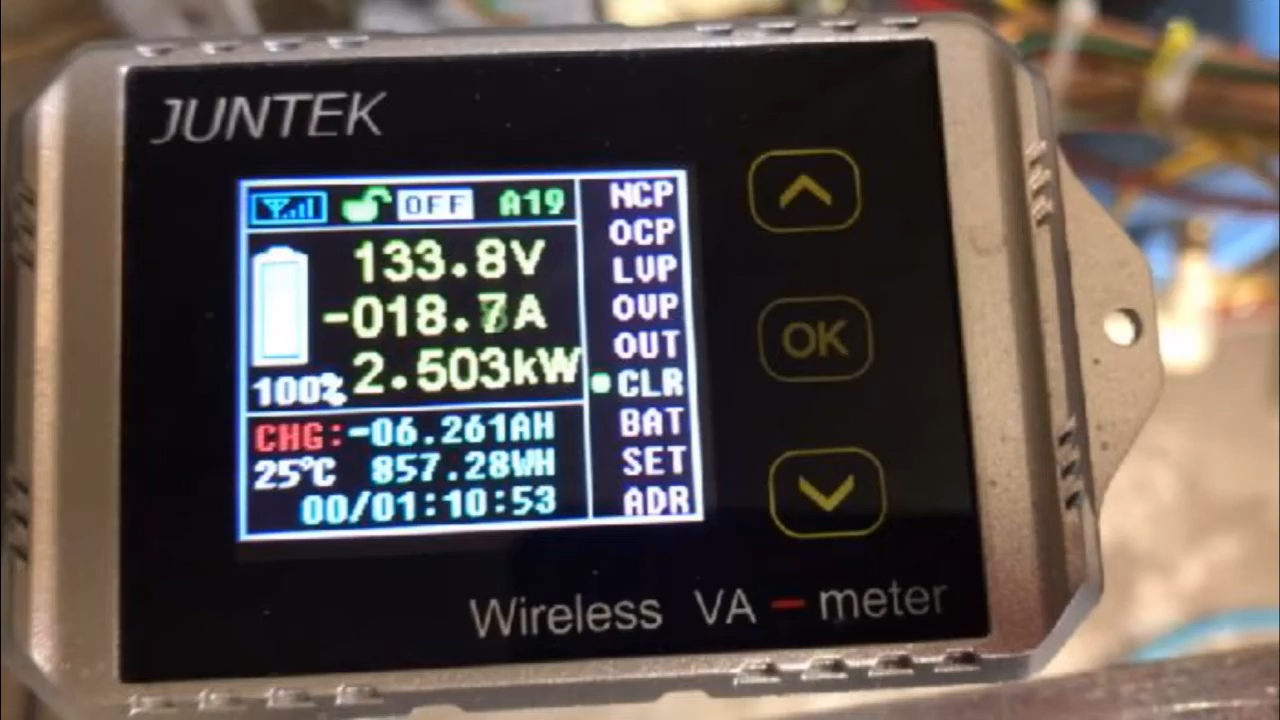 JUNTEK
OFF A19
133.8V
-018.7A
2.503kW
100%
CHG:-06.261AH
25℃ 857.28WH
00/01:10:53
NCP
OCP
LVP
OVP
OUT
CLR
BAT
SET
ADR
OK
Wireless VA – meter